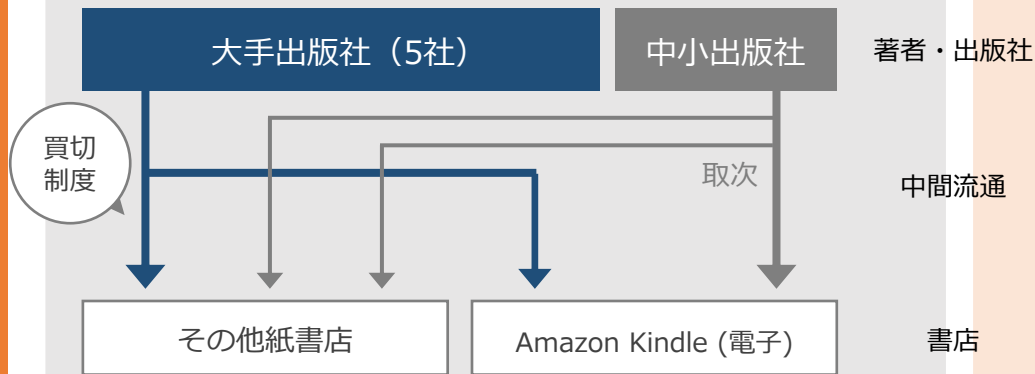 大手出版社（5社）
中小出版社
著者・出版社
買切
制度
取次
中間流通
その他紙書店
Amazon Kindle (電子)
書店